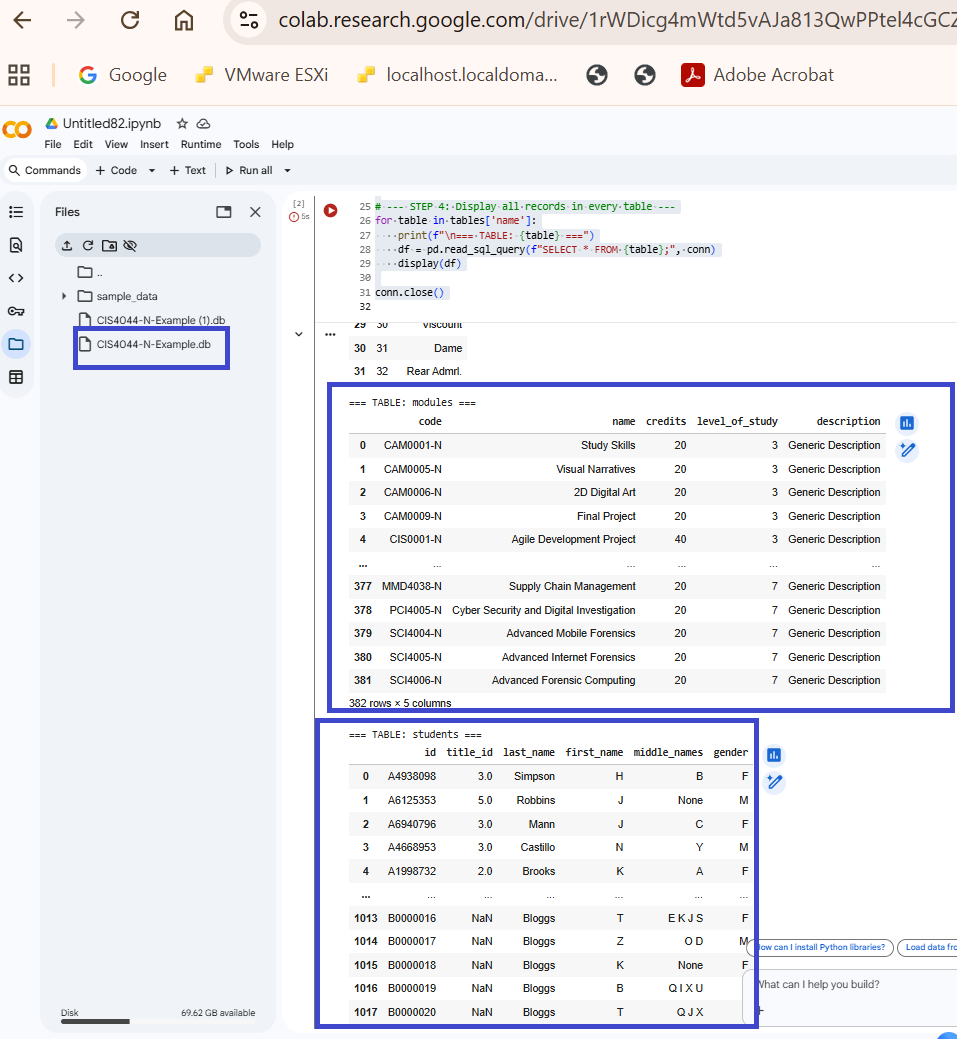 colab.research.google.com/drive/1rWDicg4mWtd5vAJa813QwPPtel4cGCZ
Google VMware ESXi localhost.localdoma... Adobe Acrobat
Untitled82.ipynb
File Edit View Insert Runtime Tools Help
Commands + Code + Text Run all
Files
..
sample_data
CIS4044-N-Example (1).db
CIS4044-N-Example.db
Disk 69.62 GB available
[2]
5s
25 # --- STEP 4: Display all records in every table ---
26 for table in tables['name']:
27 print(f"\n=== TABLE: {table} ===")
28 df = pd.read_sql_query(f"SELECT * FROM {table};", conn)
29 display(df)
30
31 conn.close()
32
...
29 30 Viscount
30 31 Dame
31 32 Rear Admrl.
=== TABLE: modules ===
code name credits level_of_study description
0 CAM0001-N Study Skills 20 3 Generic Description
1 CAM0005-N Visual Narratives 20 3 Generic Description
2 CAM0006-N 2D Digital Art 20 3 Generic Description
3 CAM0009-N Final Project 20 3 Generic Description
4 CIS0001-N Agile Development Project 40 3 Generic Description
... ... ... ... ... ...
377 MMD4038-N Supply Chain Management 20 7 Generic Description
378 PCI4005-N Cyber Security and Digital Investigation 20 7 Generic Description
379 SCI4004-N Advanced Mobile Forensics 20 7 Generic Description
380 SCI4005-N Advanced Internet Forensics 20 7 Generic Description
381 SCI4006-N Advanced Forensic Computing 20 7 Generic Description
382 rows × 5 columns
=== TABLE: students ===
id title_id last_name first_name middle_names gender
0 A4938098 3.0 Simpson H B F
1 A6125353 5.0 Robbins J None M
2 A6940796 3.0 Mann J C F
3 A4668953 3.0 Castillo N Y M
4 A1998732 2.0 Brooks K A F
... ... ... ... ... ... ...
1013 B0000016 NaN Bloggs T E K J S F
1014 B0000017 NaN Bloggs Z O D M
1015 B0000018 NaN Bloggs K None F
1016 B0000019 NaN Bloggs B Q I X U
1017 B0000020 NaN Bloggs T Q J X
How can I install Python libraries? Load data fro
What can I help you build?
+